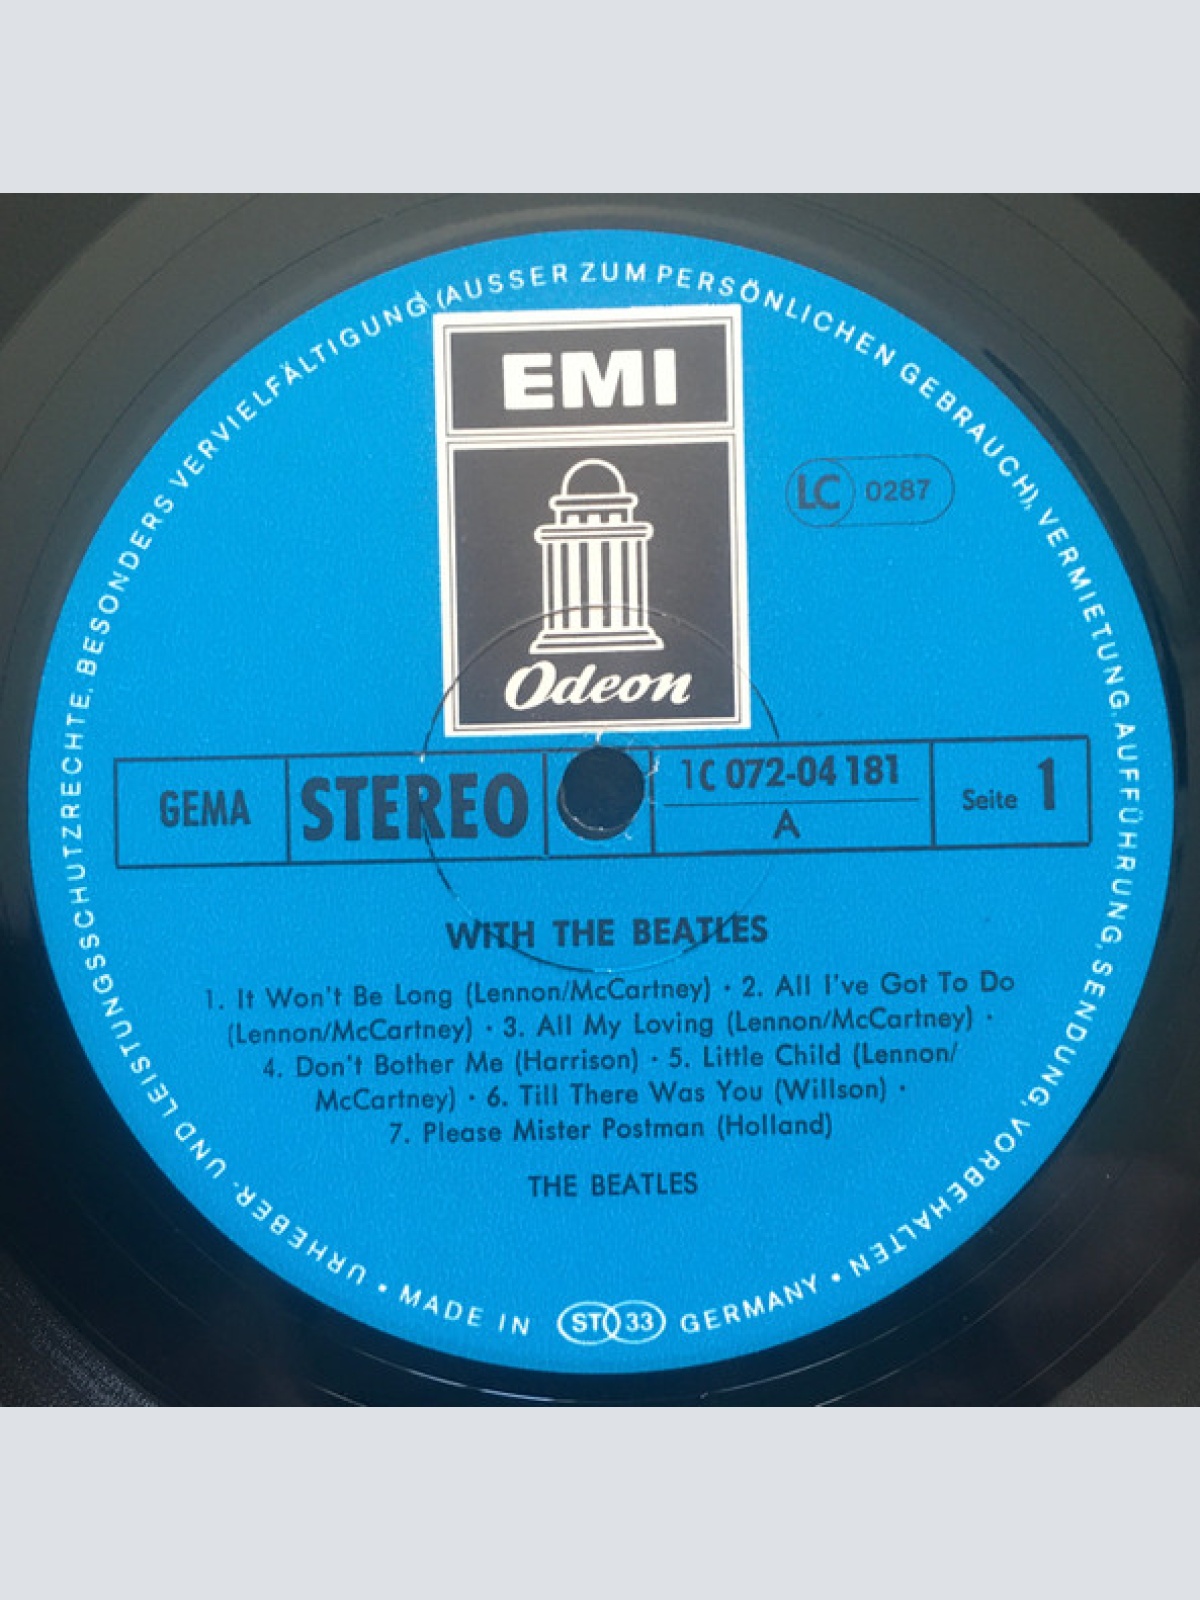 EMI
Odeon
LC 0287
GEMA
STEREO
1C 072-04 181
A
Seite 1
WITH THE BEATLES
1. It Won't Be Long (Lennon/McCartney) · 2. All I've Got To Do
(Lennon/McCartney) · 3. All My Loving (Lennon/McCartney) ·
4. Don't Bother Me (Harrison) · 5. Little Child (Lennon/
McCartney) · 6. Till There Was You (Willson) ·
7. Please Mister Postman (Holland)
THE BEATLES
URHEBER- UND LEISTUNGSSCHUTZRECHTE, BESONDERS VERVIELFÄLTIGUNG (AUSSER ZUM PERSÖNLICHEN GEBRAUCH), VERMIETUNG, AUFFÜHRUNG, SENDUNG, VORBEHALTEN
• MADE IN ST 33 GERMANY •